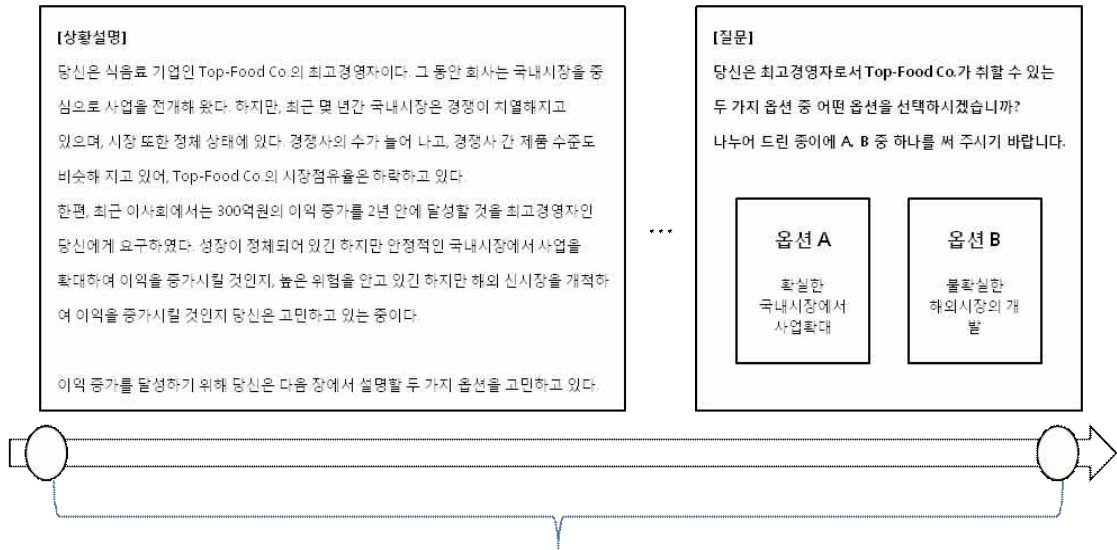 [상황설명]
당신은 식음료 기업인 Top-Food Co.의 최고경영자이다. 그 동안 회사는 국내시장을 중
심으로 사업을 전개해 왔다. 하지만, 최근 몇 년간 국내시장은 경쟁이 치열해지고
있으며, 시장 또한 정체 상태에 있다. 경쟁사의 수가 늘어 나고, 경쟁사 간 제품 수준도
비슷해 지고 있어, Top-Food Co.의 시장점유율은 하락하고 있다.
한편, 최근 이사회에서는 300억원의 이익 증가를 2년 안에 달성할 것을 최고경영자인
당신에게 요구하였다. 성장이 정체되어 있긴 하지만 안정적인 국내시장에서 사업을
확대하여 이익을 증가시킬 것인지, 높은 위험을 안고 있긴 하지만 해외 신시장을 개척하
여 이익을 증가시킬 것인지 당신은 고민하고 있는 중이다.
이익 증가를 달성하기 위해 당신은 다음 장에서 설명할 두 가지 옵션을 고민하고 있다.
...
[질문]
당신은 최고경영자로서 Top-Food Co.가 취할 수 있는
두 가지 옵션 중 어떤 옵션을 선택하시겠습니까?
나누어 드린 종이에 A, B 중 하나를 써 주시기 바랍니다.
옵션 A
확실한
국내시장에서
사업확대
옵션 B
불확실한
해외시장의 개
발